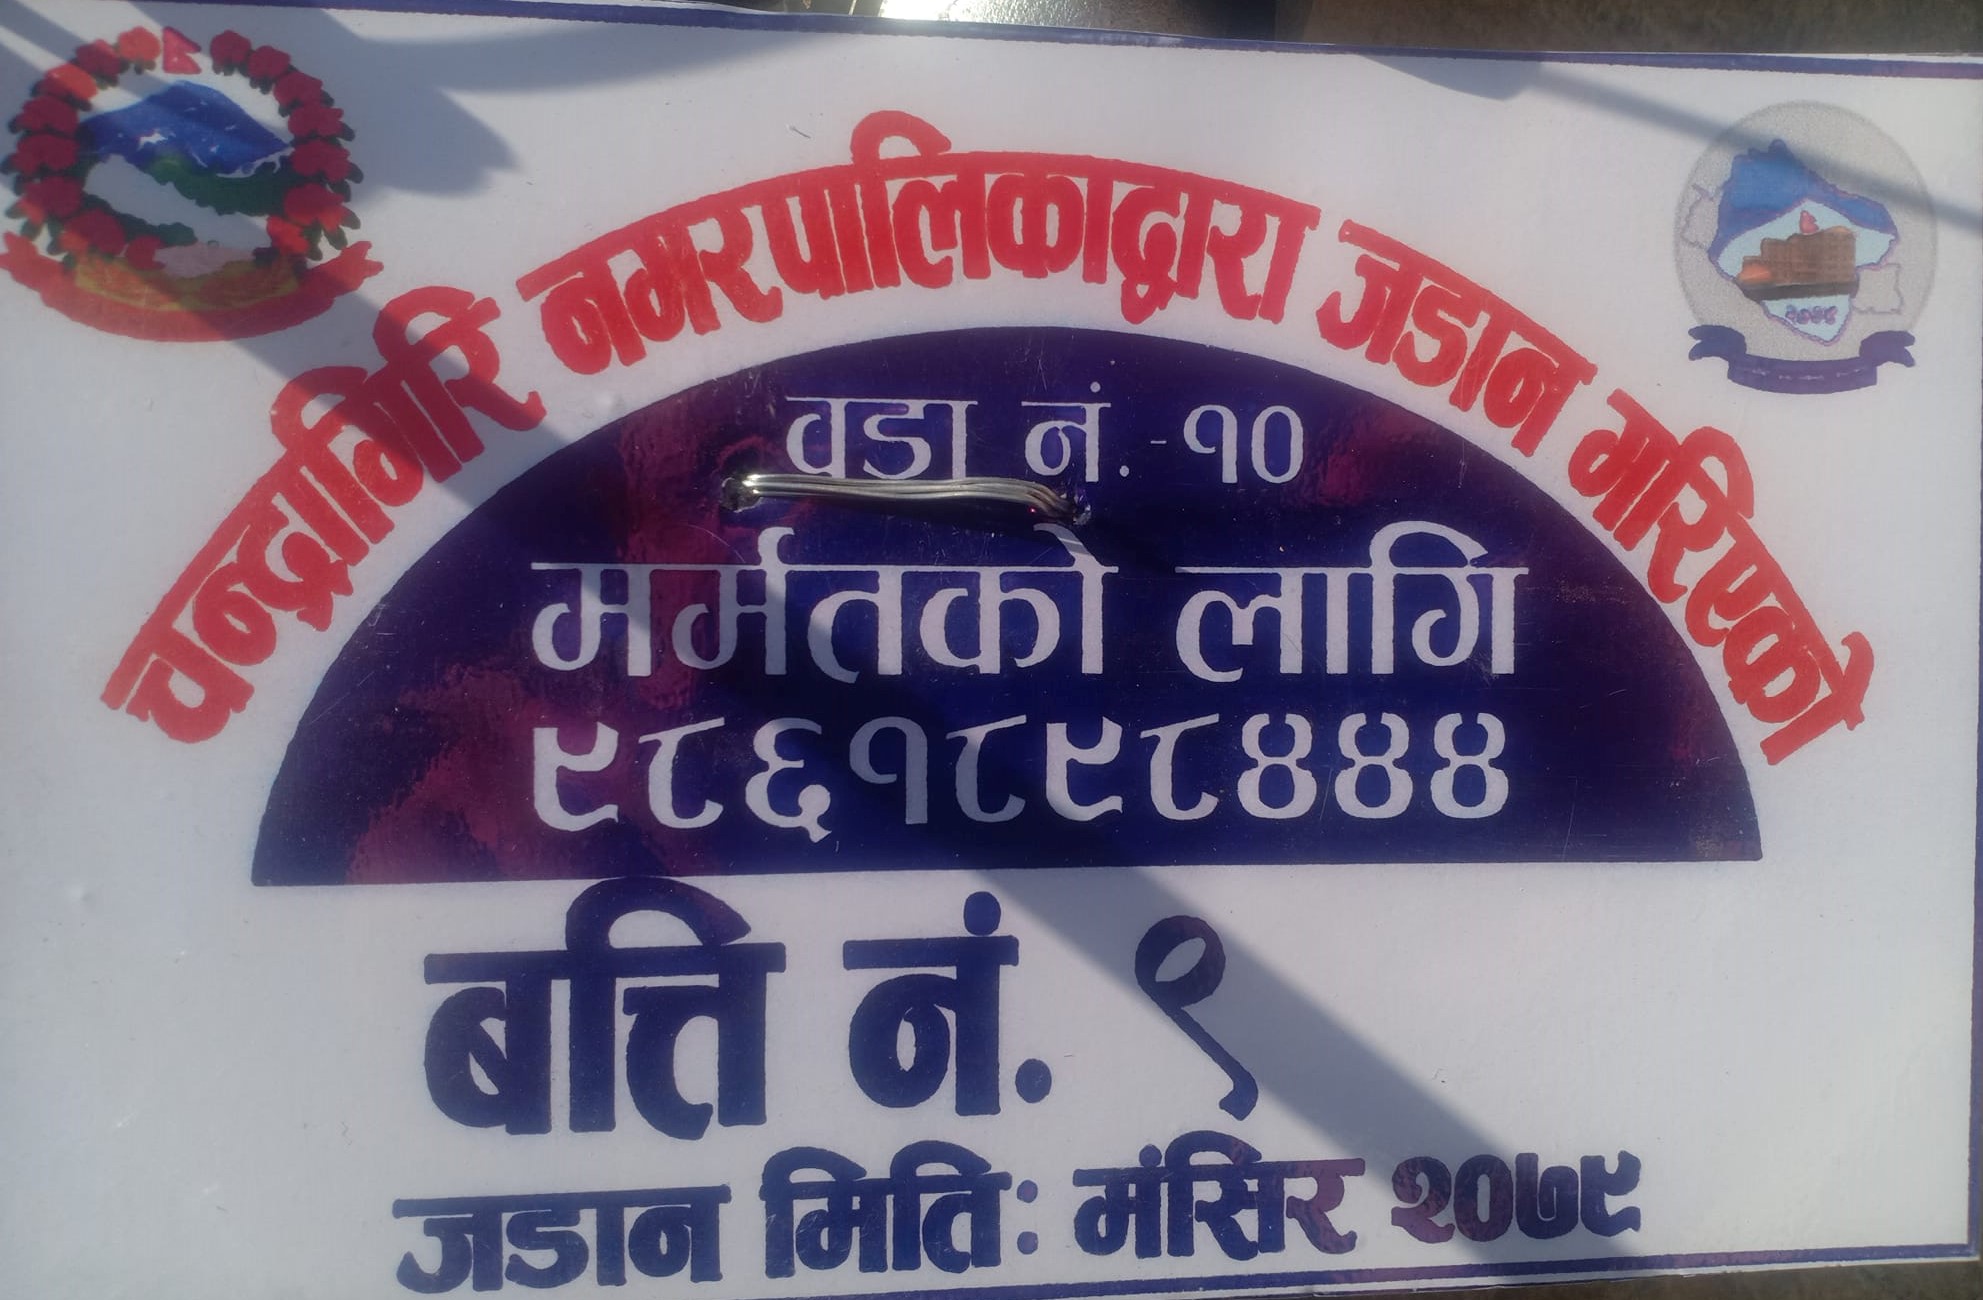 चन्द्रागिरि नगरपालिकाद्वारा जडान गरिएको
वडा नं. -१०
मर्मतको लागि
९८६१८९८४४४
बत्ति नं. ९
जडान मितिः मंसिर २०७९